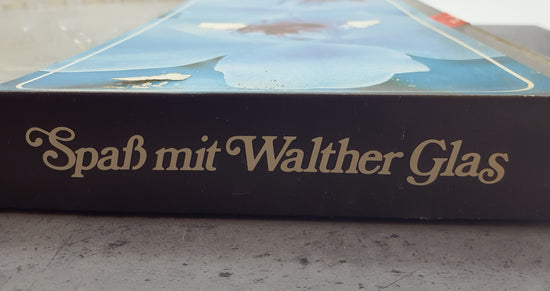 Spaß mit Walther Glas